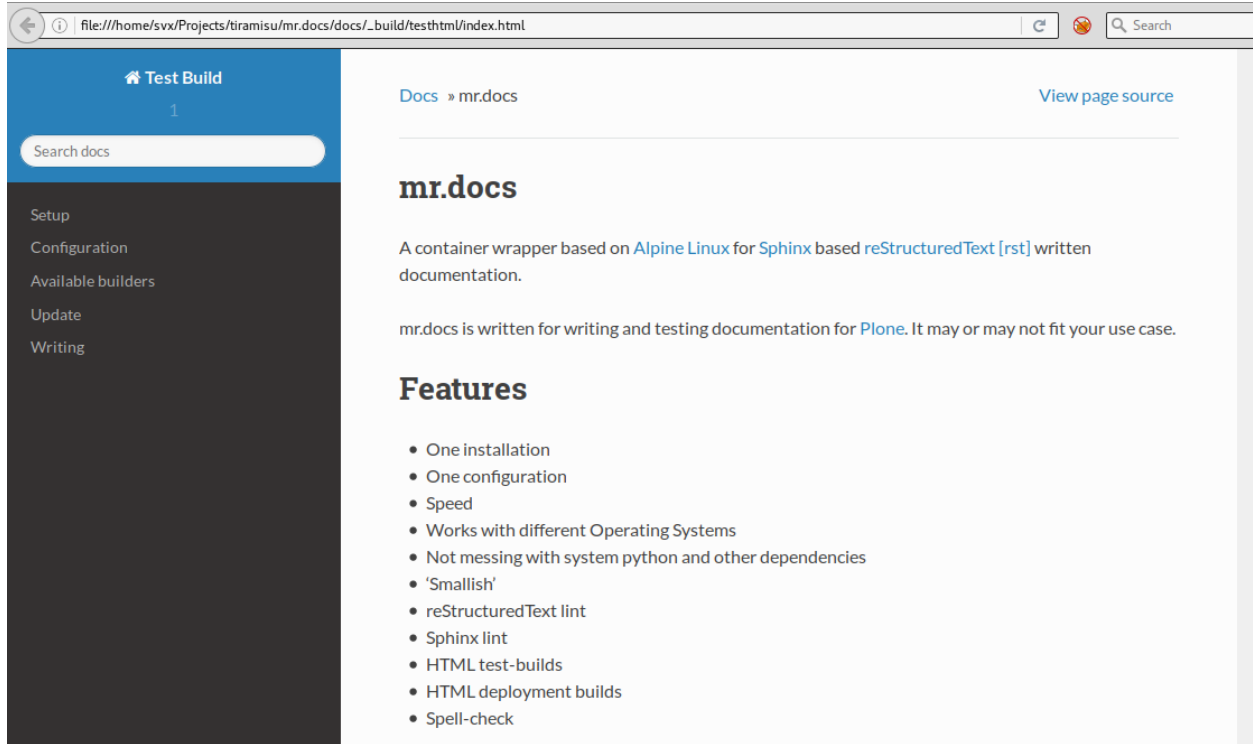 file:///home/svx/Projects/tiramisu/mr.docs/docs/_build/testhtml/index.html
Search
Test Build
1
Search docs
Setup
Configuration
Available builders
Update
Writing
Docs » mr.docs
View page source
mr.docs
A container wrapper based on Alpine Linux for Sphinx based reStructuredText [rst] written
documentation.
mr.docs is written for writing and testing documentation for Plone. It may or may not fit your use case.
Features
• One installation
• One configuration
• Speed
• Works with different Operating Systems
• Not messing with system python and other dependencies
• ‘Smallish’
• reStructuredText lint
• Sphinx lint
• HTML test-builds
• HTML deployment builds
• Spell-check